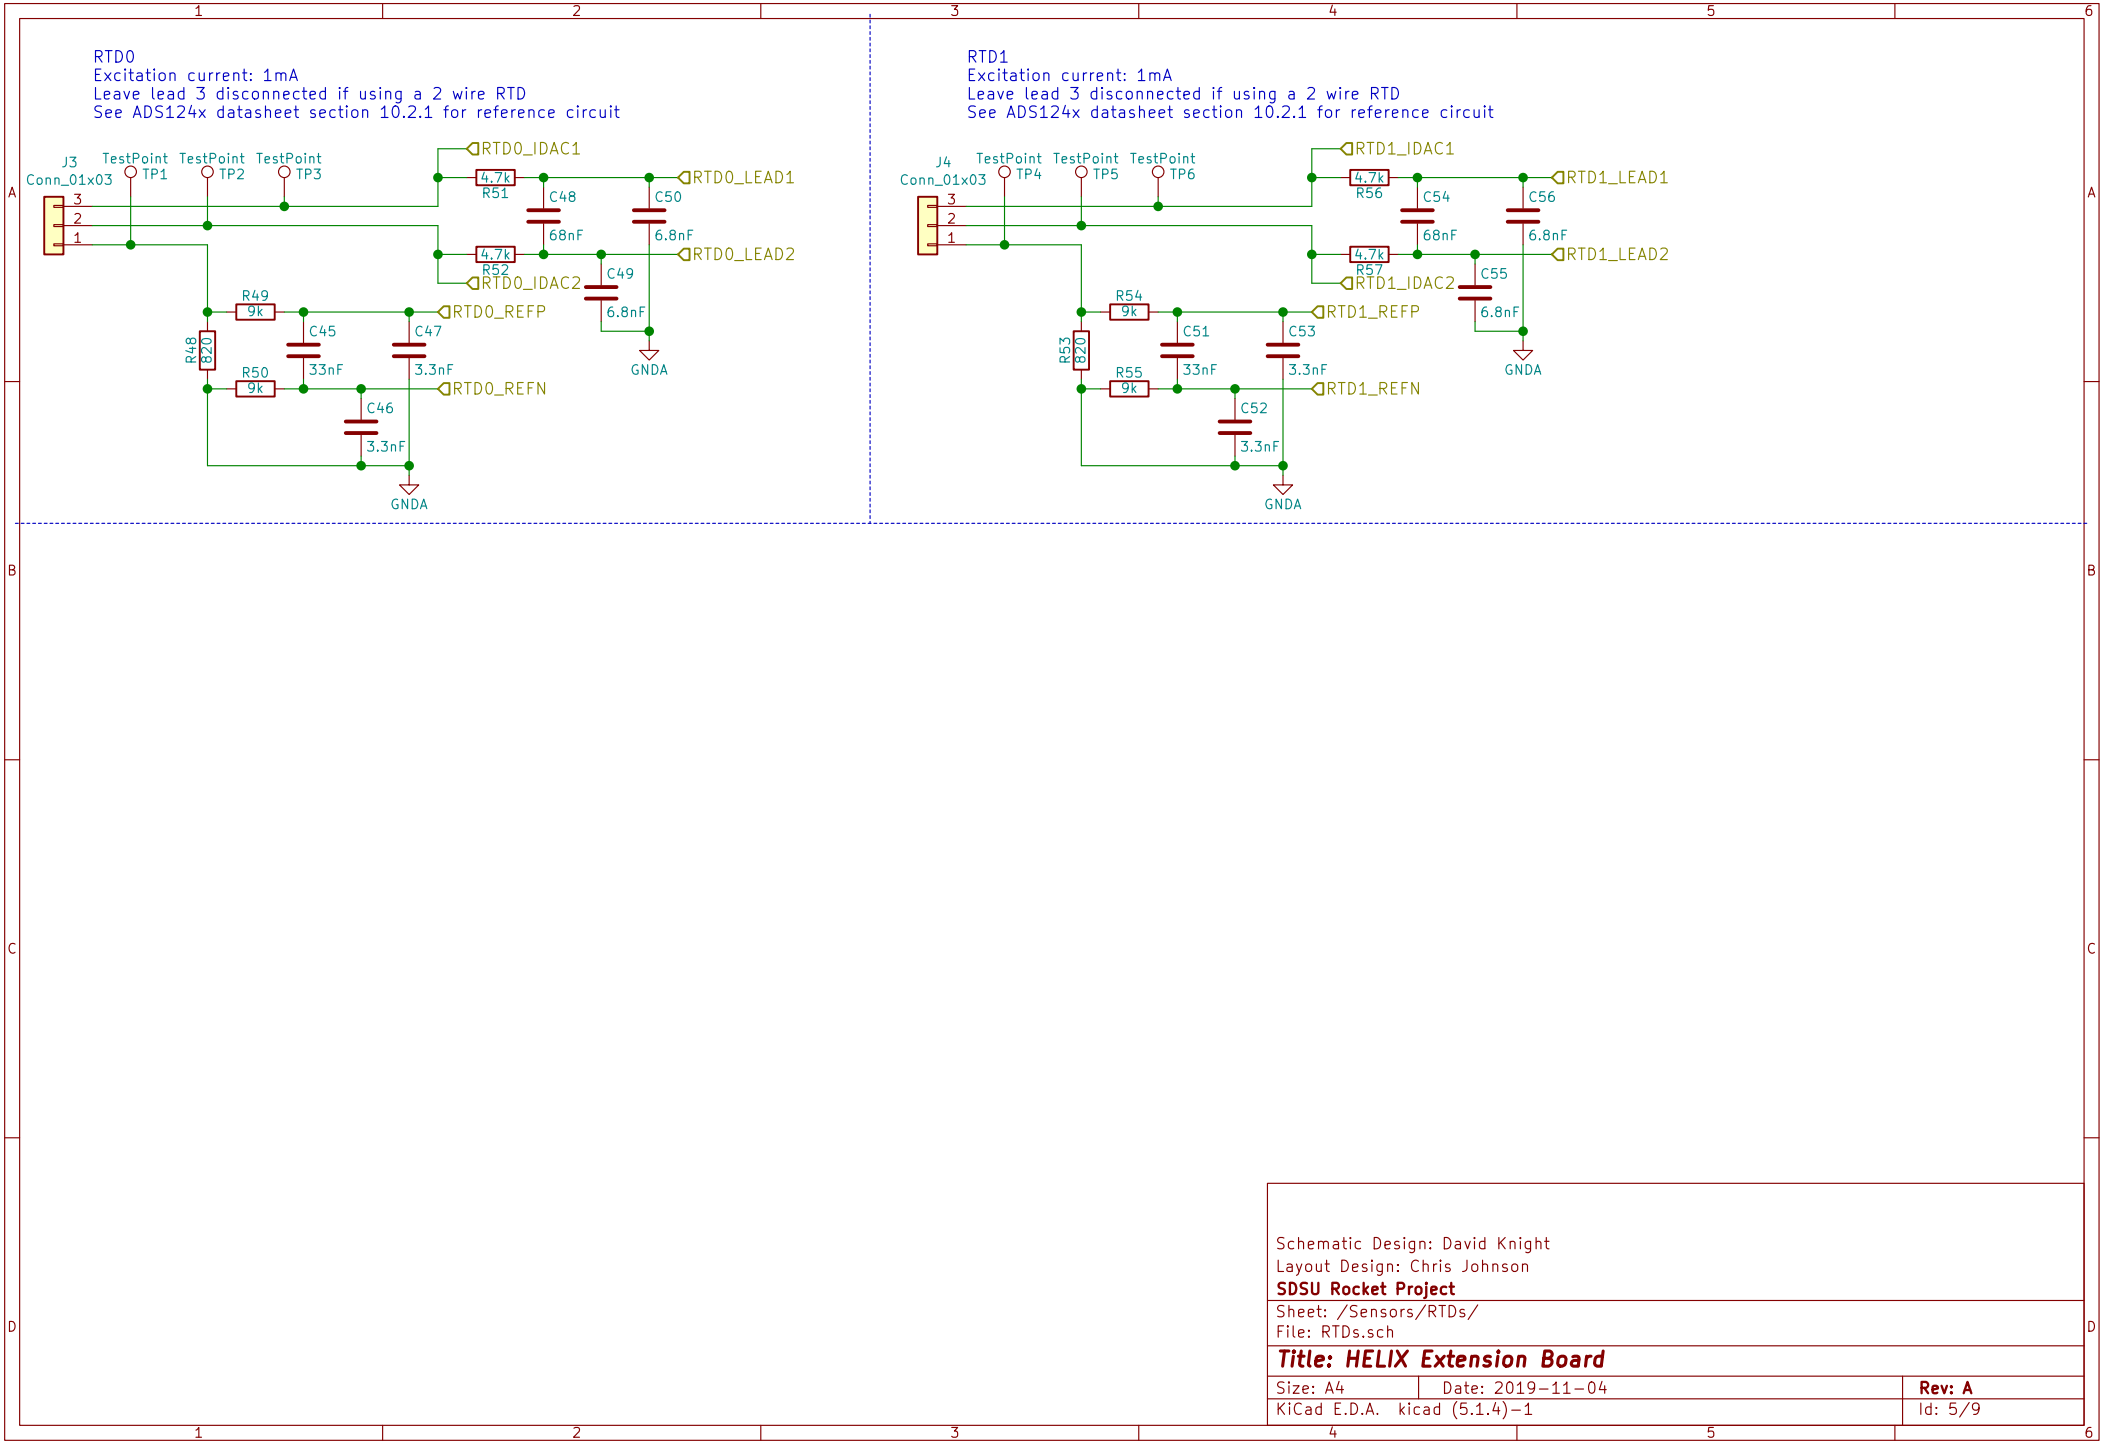 1 2 3 4 5 6
RTD0
Excitation current: 1mA
Leave lead 3 disconnected if using a 2 wire RTD
See ADS124x datasheet section 10.2.1 for reference circuit
RTD0_IDAC1
J3
Conn_01x03
TestPoint
TP1
TestPoint
TP2
TestPoint
TP3
3
2
1
4.7k
R51
C48
68nF
C50
6.8nF
RTD0_LEAD1
4.7k
R52
RTD0_LEAD2
RTD0_IDAC2
C49
6.8nF
GNDA
R49
9k
RTD0_REFP
R48
820
C45
33nF
C47
3.3nF
R50
9k
RTD0_REFN
C46
3.3nF
GNDA
RTD1
Excitation current: 1mA
Leave lead 3 disconnected if using a 2 wire RTD
See ADS124x datasheet section 10.2.1 for reference circuit
RTD1_IDAC1
J4
Conn_01x03
TestPoint
TP4
TestPoint
TP5
TestPoint
TP6
3
2
1
4.7k
R56
C54
68nF
C56
6.8nF
RTD1_LEAD1
4.7k
R57
RTD1_LEAD2
RTD1_IDAC2
C55
6.8nF
GNDA
R54
9k
RTD1_REFP
R53
820
C51
33nF
C53
3.3nF
R55
9k
RTD1_REFN
C52
3.3nF
GNDA
A A
B B
C C
D D
Schematic Design: David Knight
Layout Design: Chris Johnson
SDSU Rocket Project
Sheet: /Sensors/RTDs/
File: RTDs.sch
Title: HELIX Extension Board
Size: A4 Date: 2019-11-04 Rev: A
KiCad E.D.A. kicad (5.1.4)-1 Id: 5/9
1 2 3 4 5 6